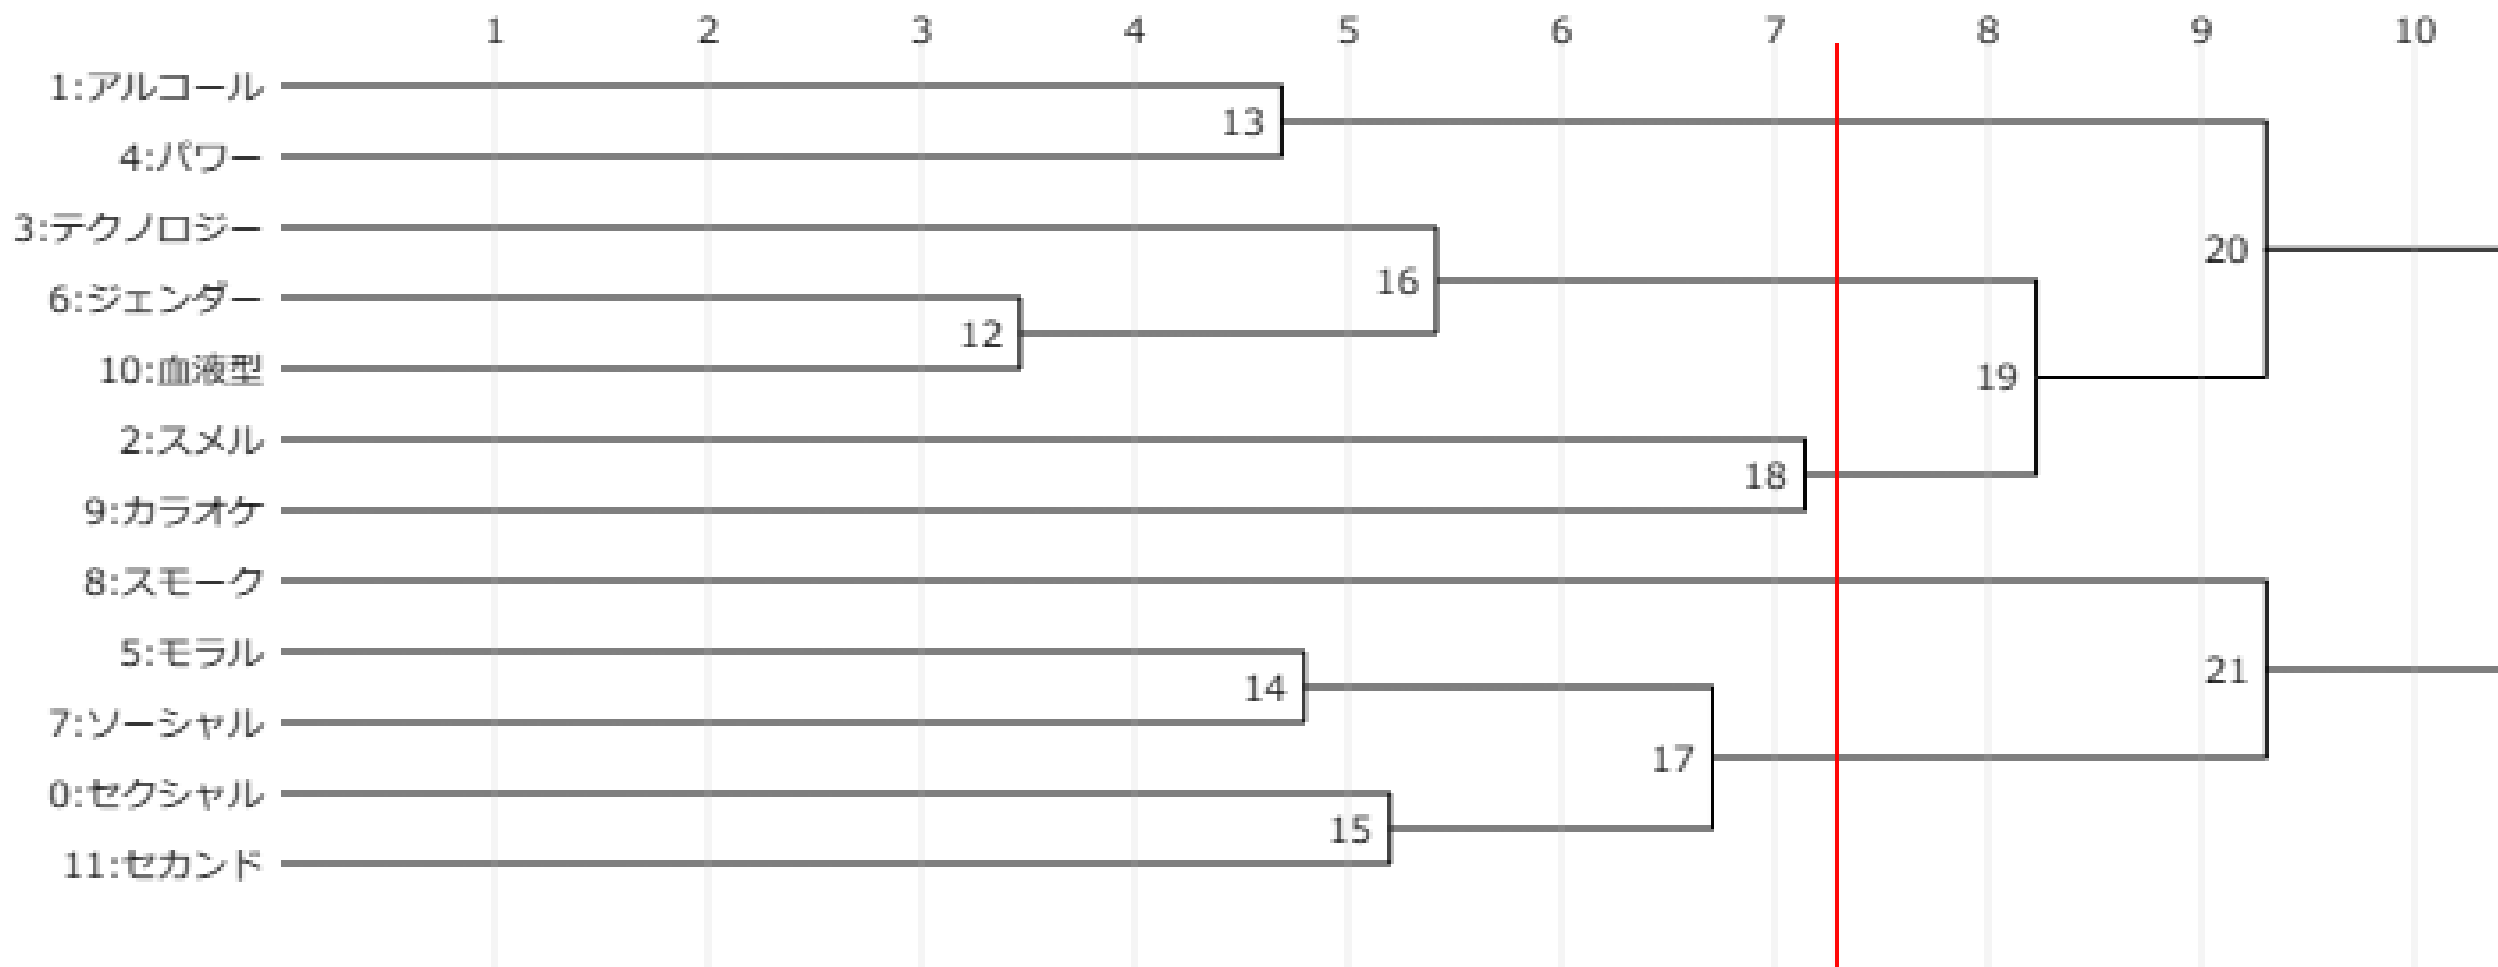 1 2 3 4 5 6 7 8 9 10
1:アルコール
13
4:パワー
3:テクノロジー
20
16
6:ジェンダー
12
10:血液型
19
2:スメル
18
9:カラオケ
8:スモーク
5:モラル
21
14
7:ソーシャル
17
0:セクシャル
15
11:セカンド